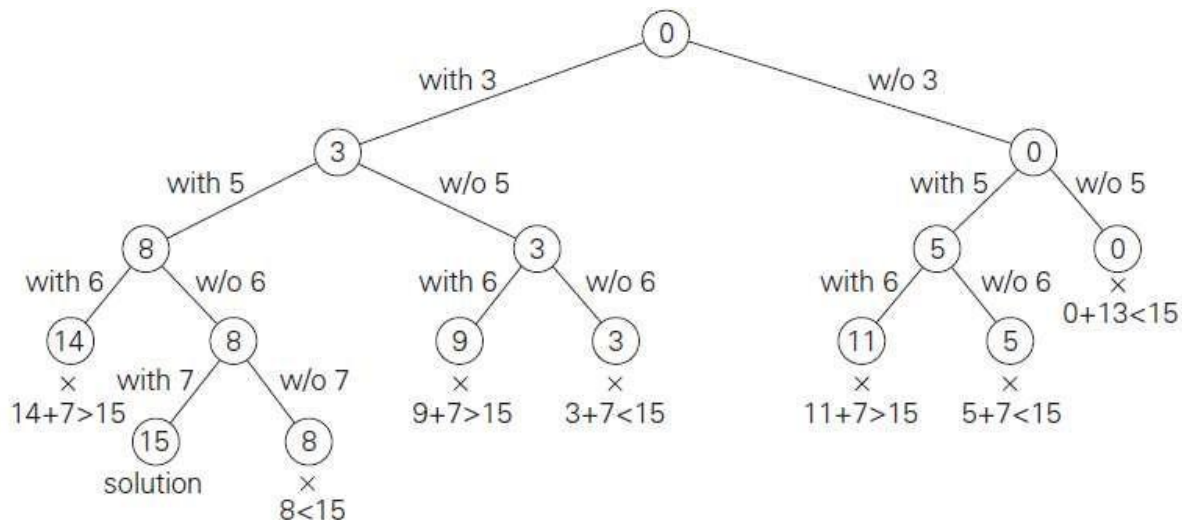 0
with 3
w/o 3
3
0
with 5
w/o 5
with 5
w/o 5
8
3
5
0
with 6
w/o 6
with 6
w/o 6
with 6
w/o 6
×
0+13<15
14
8
9
3
11
5
×
with 7
w/o 7
×
×
×
×
14+7>15
9+7>15
3+7<15
11+7>15
5+7<15
15
8
solution
×
8<15